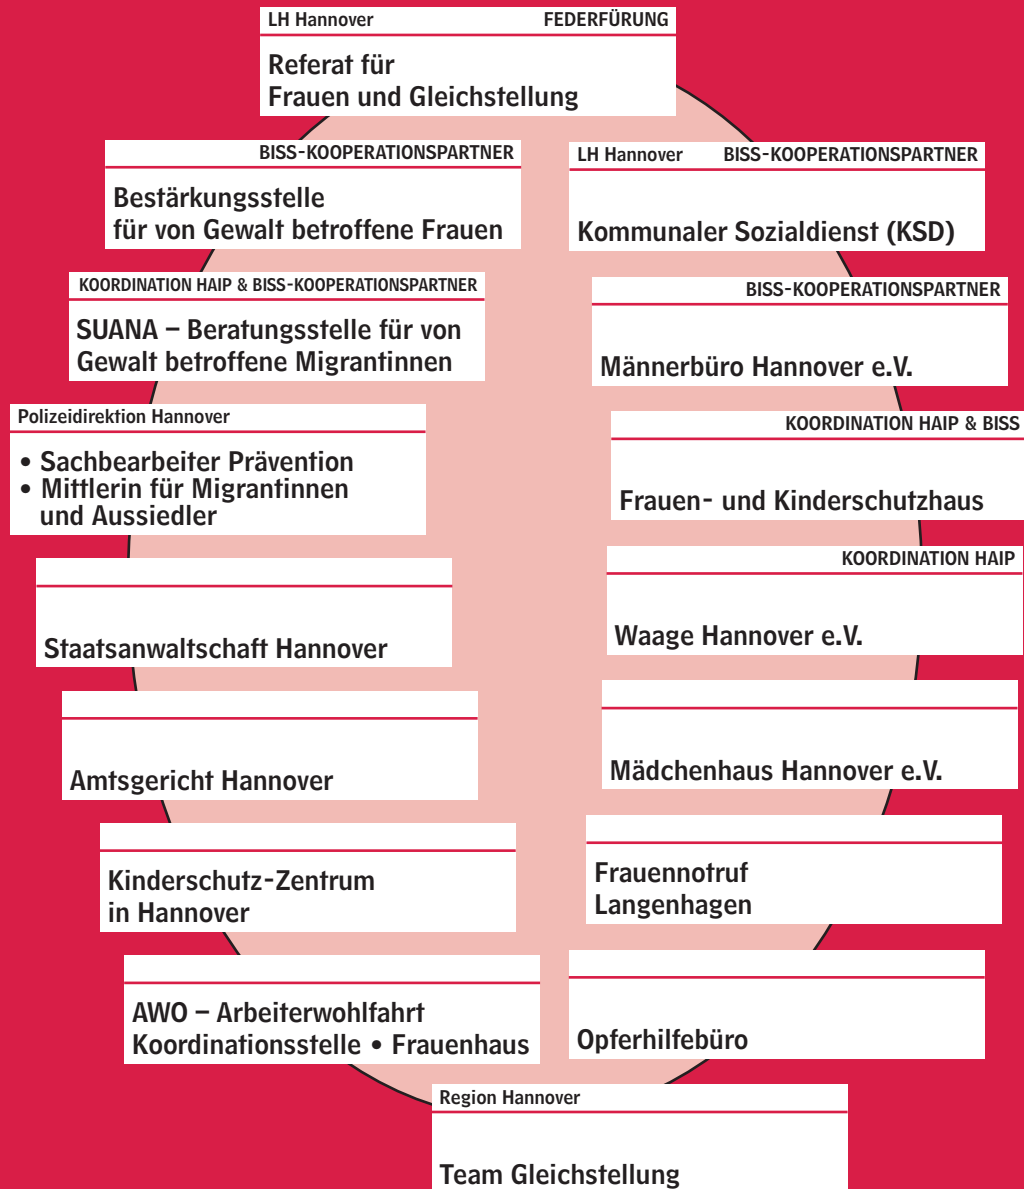 LH Hannover FEDERFÜRUNG
Referat für
Frauen und Gleichstellung
BISS-KOOPERATIONSPARTNER
Bestärkungsstelle
für von Gewalt betroffene Frauen
LH Hannover BISS-KOOPERATIONSPARTNER
Kommunaler Sozialdienst (KSD)
KOORDINATION HAIP & BISS-KOOPERATIONSPARTNER
SUANA – Beratungsstelle für von
Gewalt betroffene Migrantinnen
BISS-KOOPERATIONSPARTNER
Männerbüro Hannover e.V.
Polizeidirektion Hannover
• Sachbearbeiter Prävention
• Mittlerin für Migrantinnen
und Aussiedler
KOORDINATION HAIP & BISS
Frauen- und Kinderschutzhaus
Staatsanwaltschaft Hannover
KOORDINATION HAIP
Waage Hannover e.V.
Amtsgericht Hannover
Mädchenhaus Hannover e.V.
Kinderschutz-Zentrum
in Hannover
Frauennotruf
Langenhagen
AWO – Arbeiterwohlfahrt
Koordinationsstelle • Frauenhaus
Opferhilfebüro
Region Hannover
Team Gleichstellung